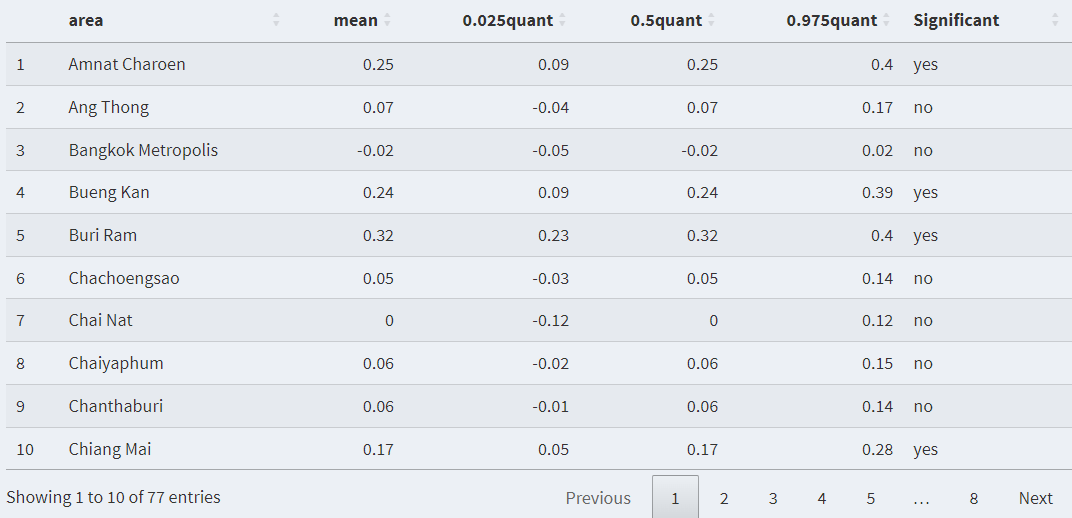 area mean 0.025quant 0.5quant 0.975quant Significant
1 Amnat Charoen 0.25 0.09 0.25 0.4 yes
2 Ang Thong 0.07 -0.04 0.07 0.17 no
3 Bangkok Metropolis -0.02 -0.05 -0.02 0.02 no
4 Bueng Kan 0.24 0.09 0.24 0.39 yes
5 Buri Ram 0.32 0.23 0.32 0.4 yes
6 Chachoengsao 0.05 -0.03 0.05 0.14 no
7 Chai Nat 0 -0.12 0 0.12 no
8 Chaiyaphum 0.06 -0.02 0.06 0.15 no
9 Chanthaburi 0.06 -0.01 0.06 0.14 no
10 Chiang Mai 0.17 0.05 0.17 0.28 yes
Showing 1 to 10 of 77 entries Previous 1 2 3 4 5 … 8 Next